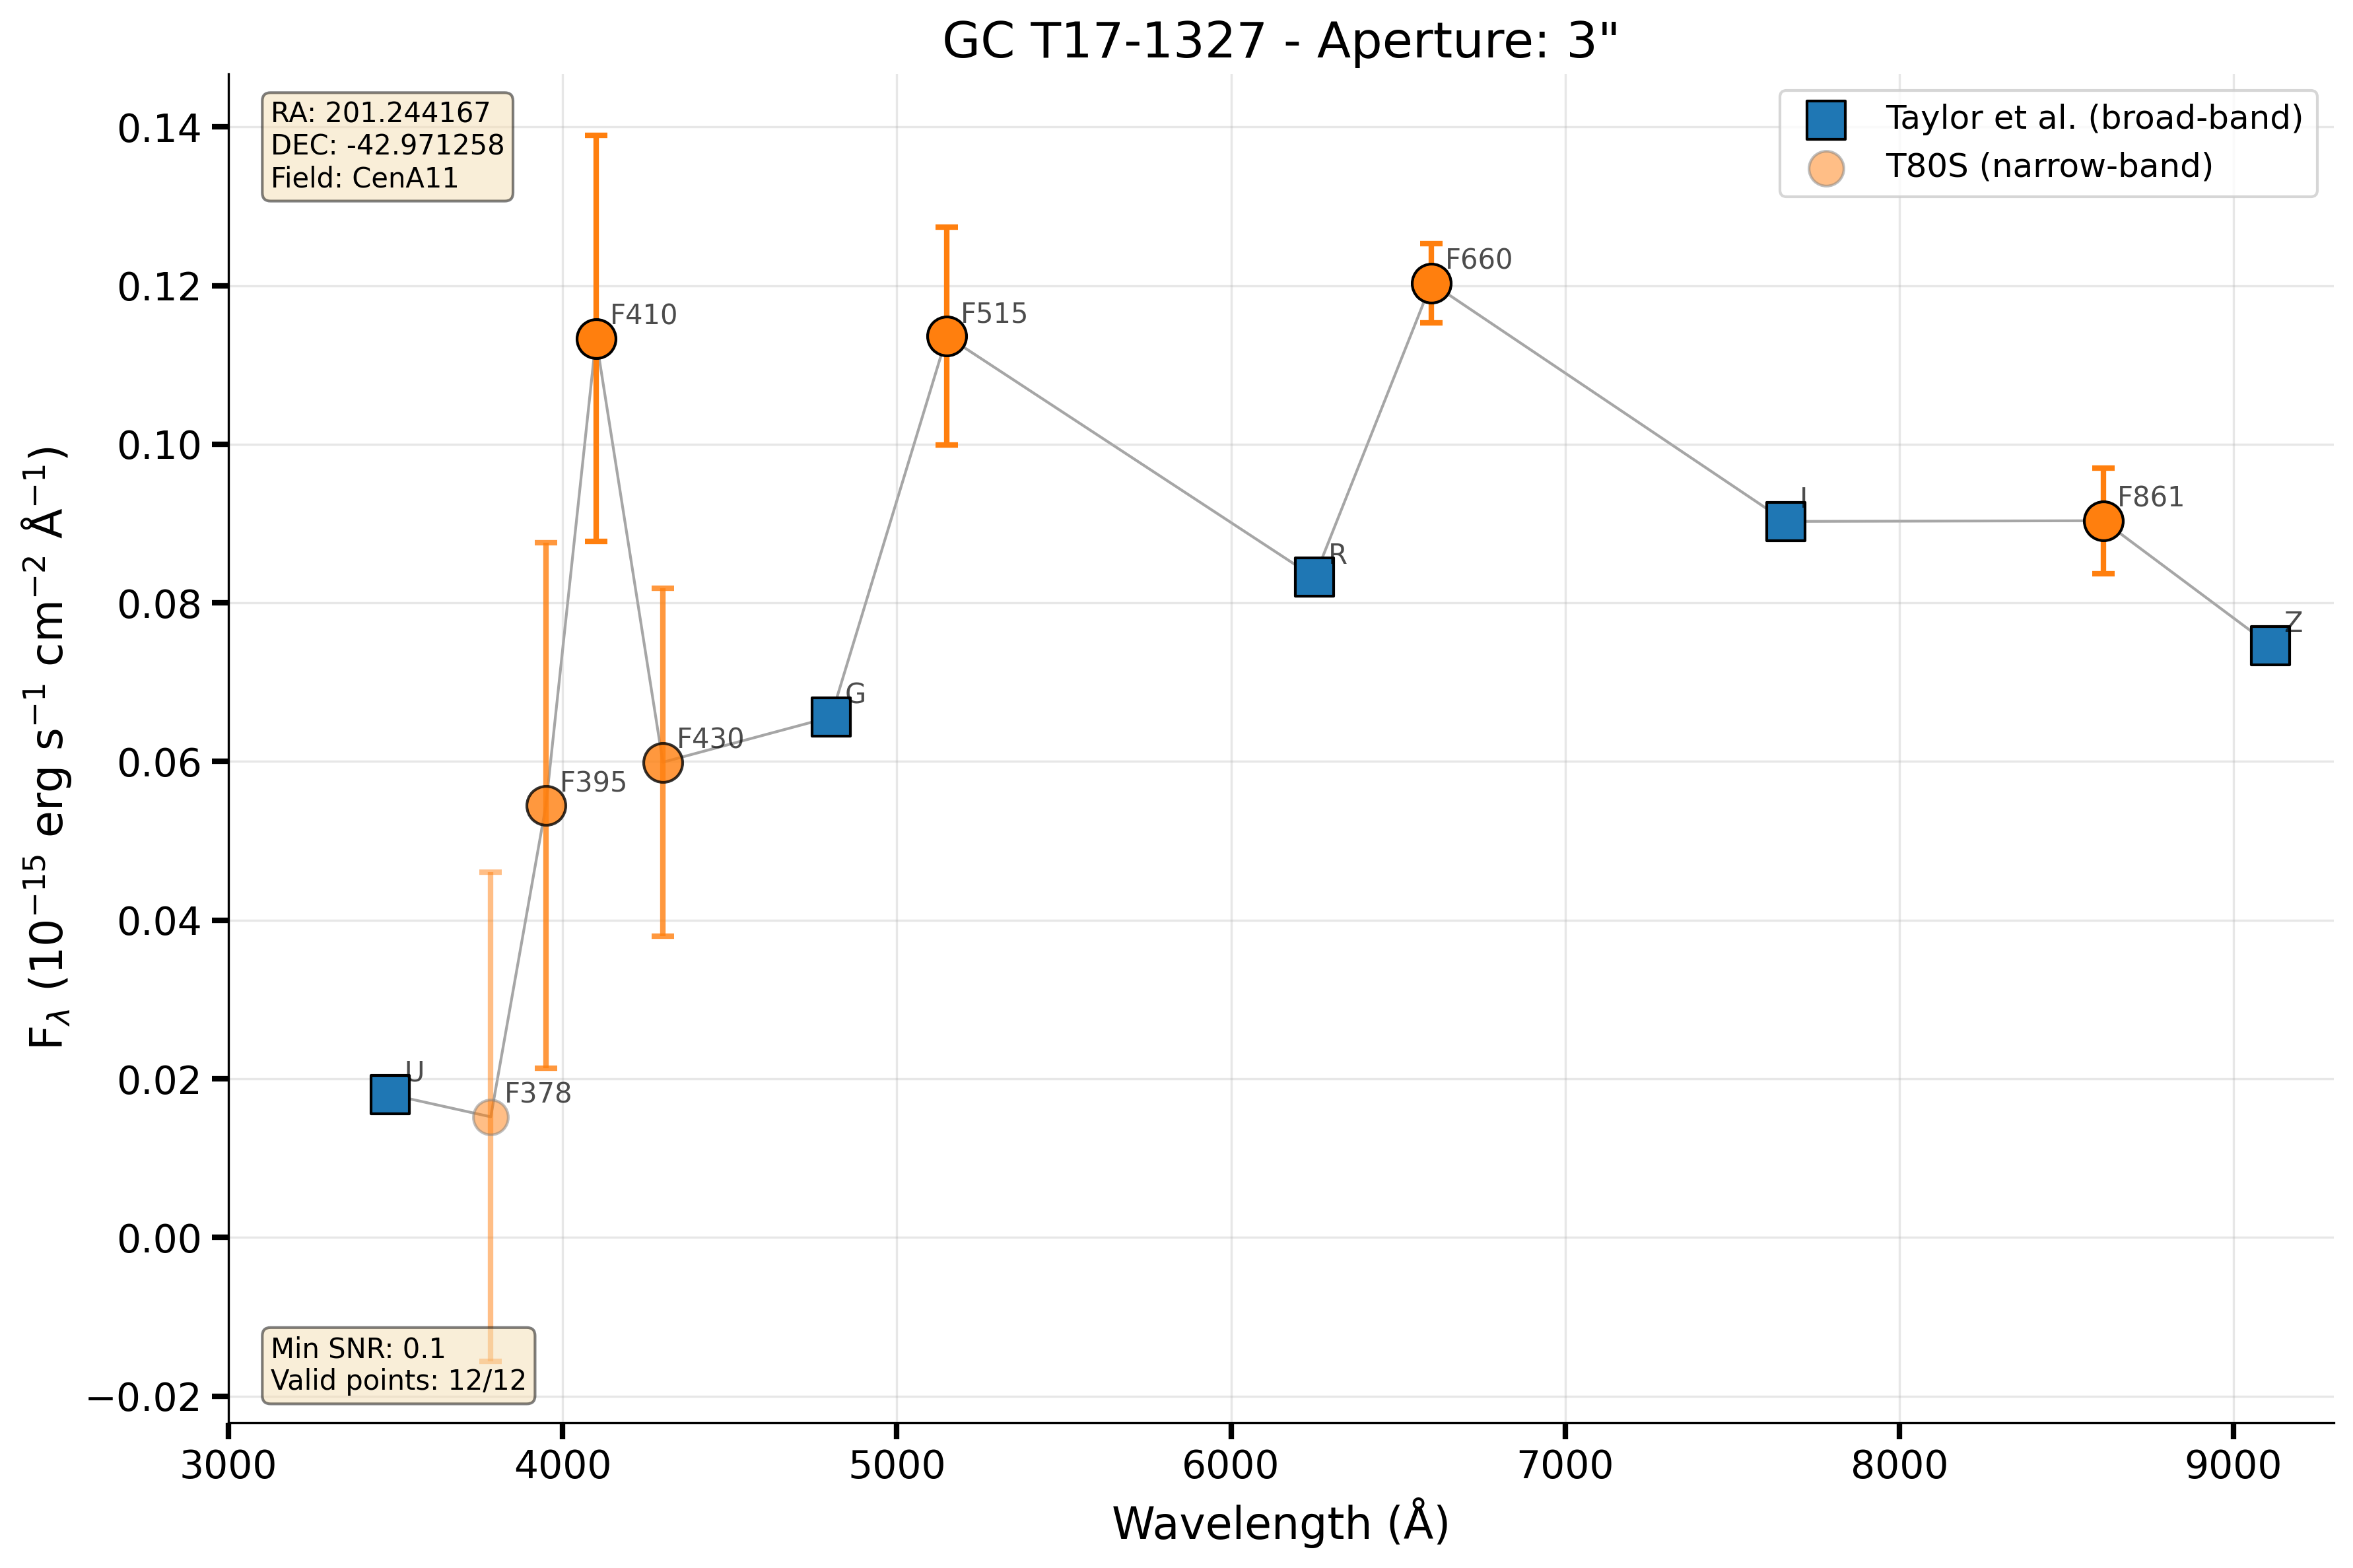 GC T17-1327 - Aperture: 3"
RA: 201.244167
DEC: -42.971258
Field: CenA11
Taylor et al. (broad-band)
T80S (narrow-band)
0.14
0.12
0.10
0.08
0.06
0.04
0.02
0.00
−0.02
F_λ (10⁻¹⁵ erg s⁻¹ cm⁻² Å⁻¹)
F660
F410
F515
I
F861
R
Z
G
F430
F395
U
F378
Min SNR: 0.1
Valid points: 12/12
3000 4000 5000 6000 7000 8000 9000
Wavelength (Å)